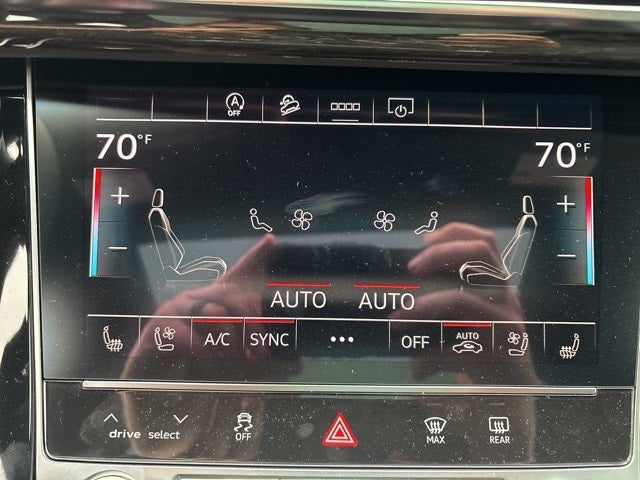 A
OFF
70°F 70°F
+ +
− −
AUTO AUTO
A/C SYNC ••• OFF AUTO
drive select OFF MAX REAR